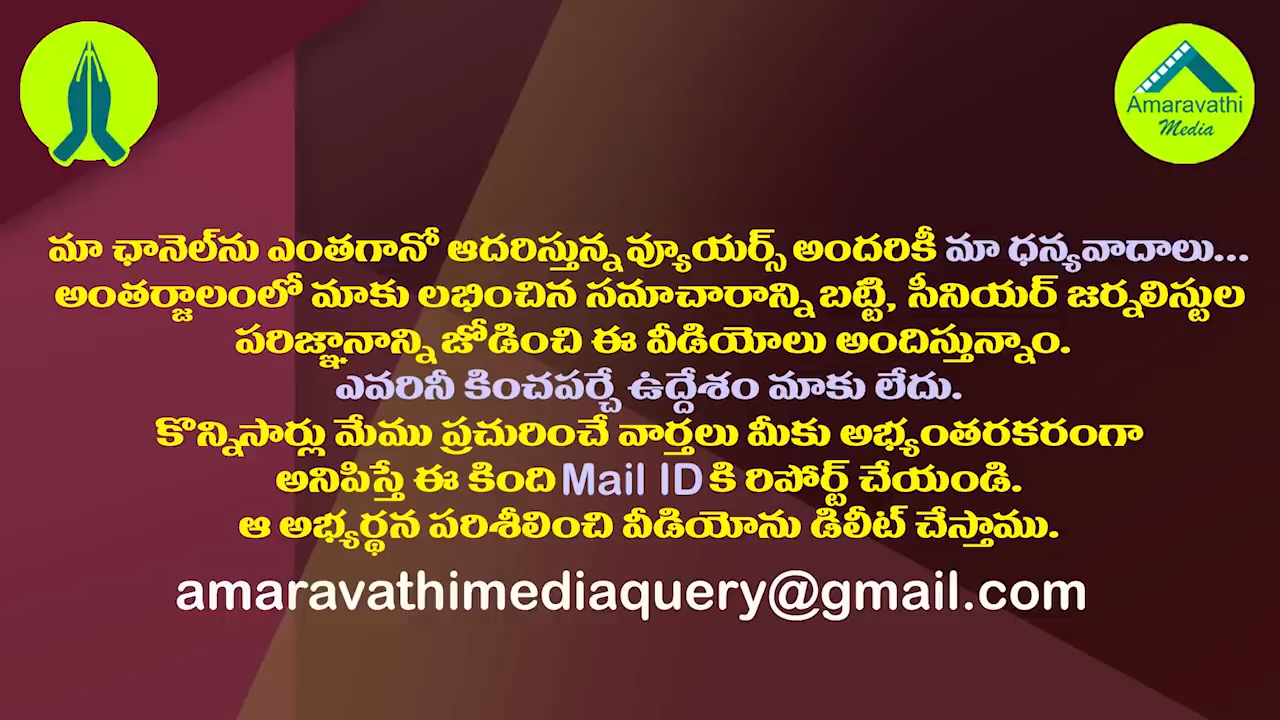 Amaravathi
Media
మా ఛానెల్‌ను ఎంతగానో ఆదరిస్తున్న వ్యూయర్స్ అందరికీ మా ధన్యవాదాలు...
అంతర్జాలంలో మాకు లభించిన సమాచారాన్ని బట్టి, సీనియర్ జర్నలిస్టుల
పరిజ్ఞానాన్ని జోడించి ఈ వీడియోలు అందిస్తున్నాం.
ఎవరినీ కించపర్చే ఉద్దేశం మాకు లేదు.
కొన్నిసార్లు మేము ప్రచురించే వార్తలు మీకు అభ్యంతరకరంగా
అనిపిస్తే ఈ కింది Mail ID కి రిపోర్ట్ చేయండి.
ఆ అభ్యర్థన పరిశీలించి వీడియోను డిలీట్ చేస్తాము.
amaravathimediaquery@gmail.com